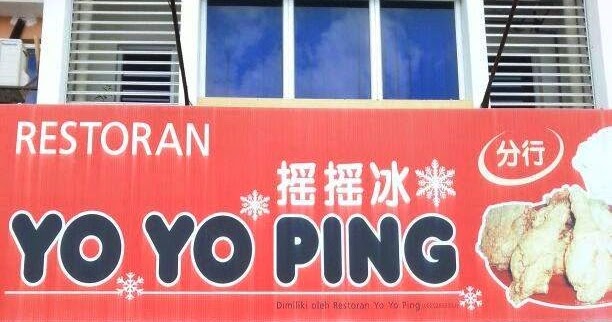 RESTORAN
分行
摇摇冰
YO YO PING
Dimiliki oleh Restoran Yo Yo Ping